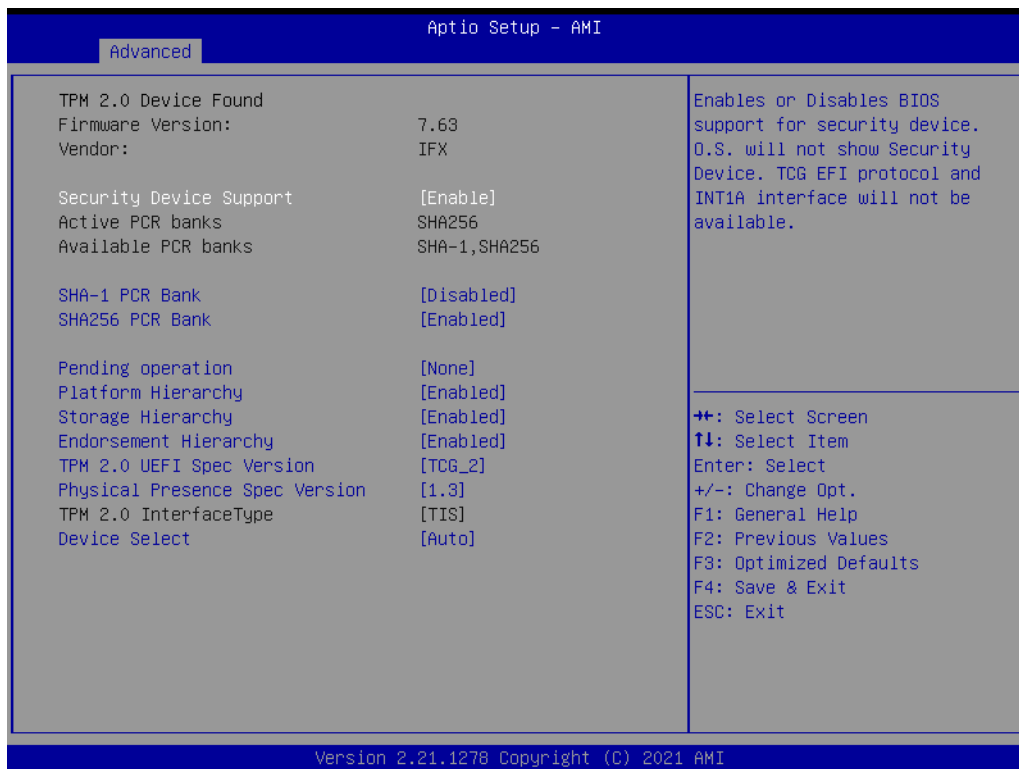 Aptio Setup – AMI
Advanced
TPM 2.0 Device Found
Firmware Version: 7.63
Vendor: IFX
Security Device Support [Enable]
Active PCR banks SHA256
Available PCR banks SHA-1,SHA256
SHA-1 PCR Bank [Disabled]
SHA256 PCR Bank [Enabled]
Pending operation [None]
Platform Hierarchy [Enabled]
Storage Hierarchy [Enabled]
Endorsement Hierarchy [Enabled]
TPM 2.0 UEFI Spec Version [TCG_2]
Physical Presence Spec Version [1.3]
TPM 2.0 InterfaceType [TIS]
Device Select [Auto]
Enables or Disables BIOS
support for security device.
O.S. will not show Security
Device. TCG EFI protocol and
INT1A interface will not be
available.
→←: Select Screen
↑↓: Select Item
Enter: Select
+/-: Change Opt.
F1: General Help
F2: Previous Values
F3: Optimized Defaults
F4: Save & Exit
ESC: Exit
Version 2.21.1278 Copyright (C) 2021 AMI